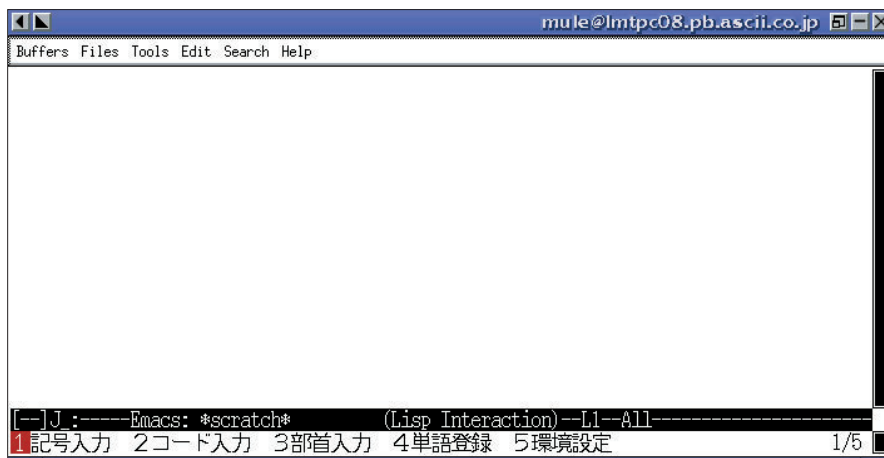 mule@lmtpc08.pb.ascii.co.jp
Buffers Files Tools Edit Search Help
[--]J_:-----Emacs: *scratch* (Lisp Interaction)--L1--All------------------------
1記号入力 2コード入力 3部首入力 4単語登録 5環境設定 1/5